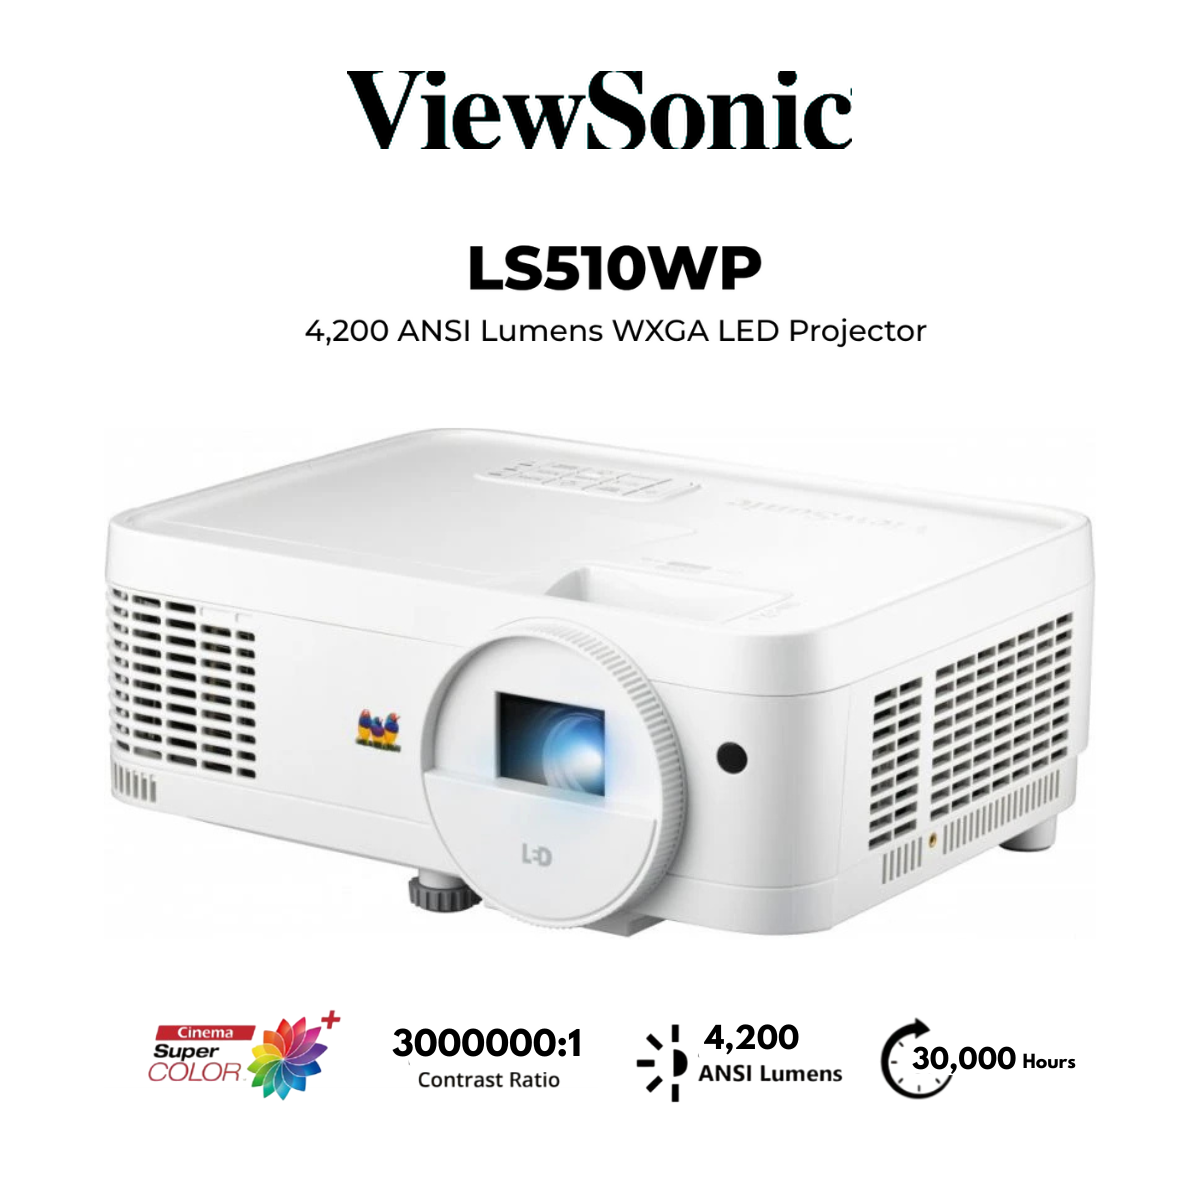 ViewSonic
LS510WP
4,200 ANSI Lumens WXGA LED Projector
ViewSonic
LED
Cinema
Super
COLOR
+
3000000:1
Contrast Ratio
4,200
ANSI Lumens
30,000 Hours